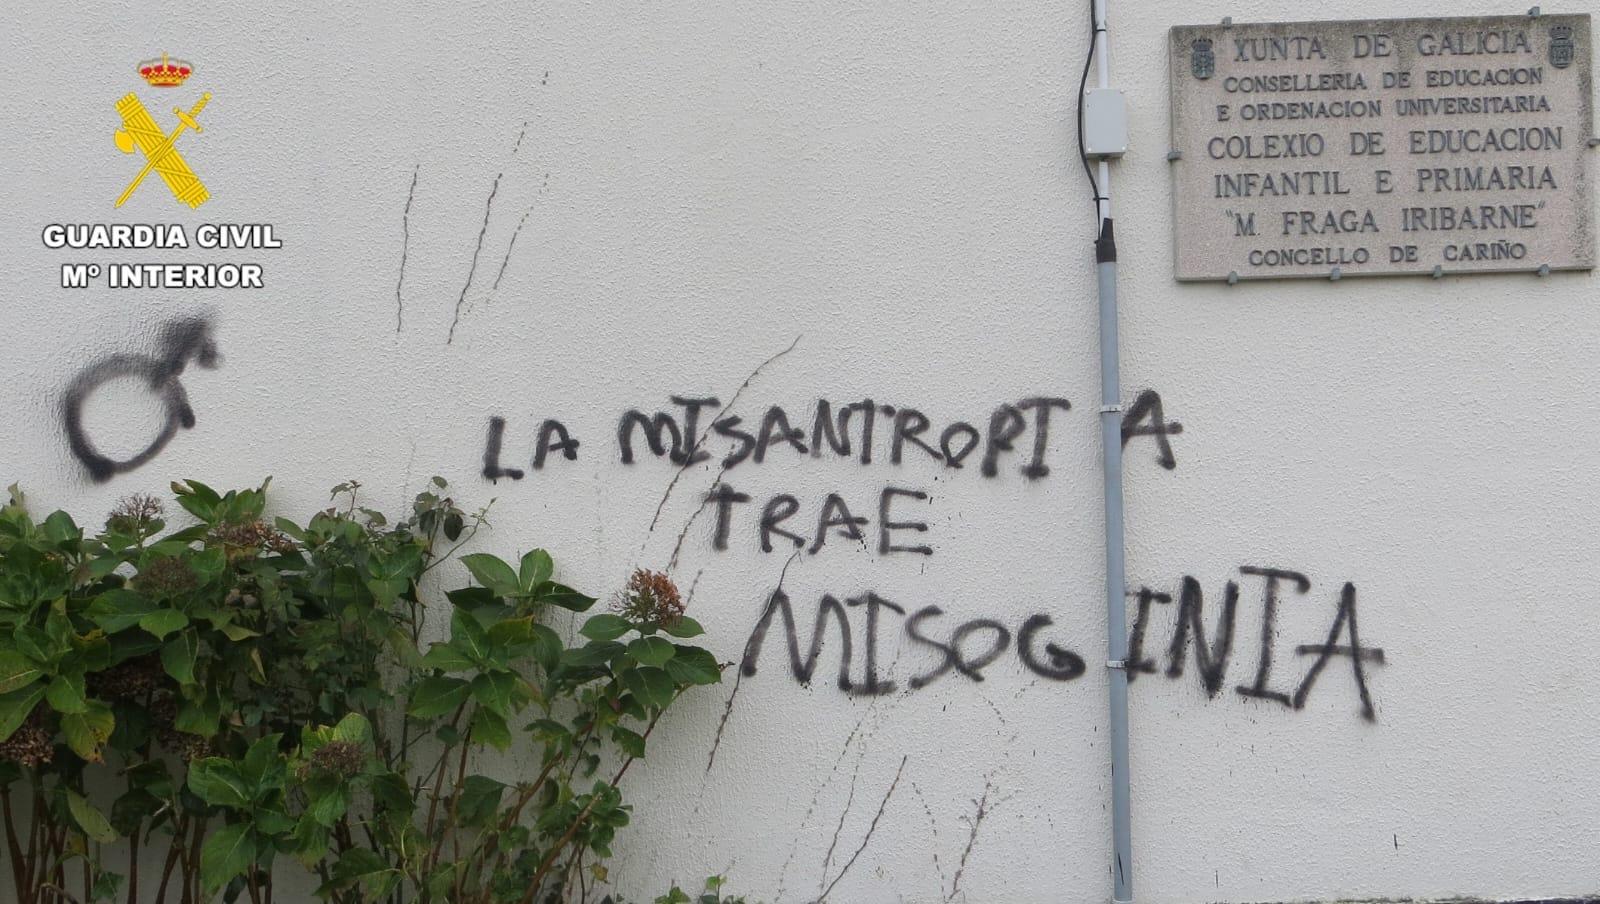 GUARDIA CIVIL
Mº INTERIOR
XUNTA DE GALICIA
CONSELLERIA DE EDUCACION
E ORDENACION UNIVERSITARIA
COLEXIO DE EDUCACION
INFANTIL E PRIMARIA
"M. FRAGA IRIBARNE"
CONCELLO DE CARIÑO
LA MISANTROPIA
TRAE
MISOGINIA